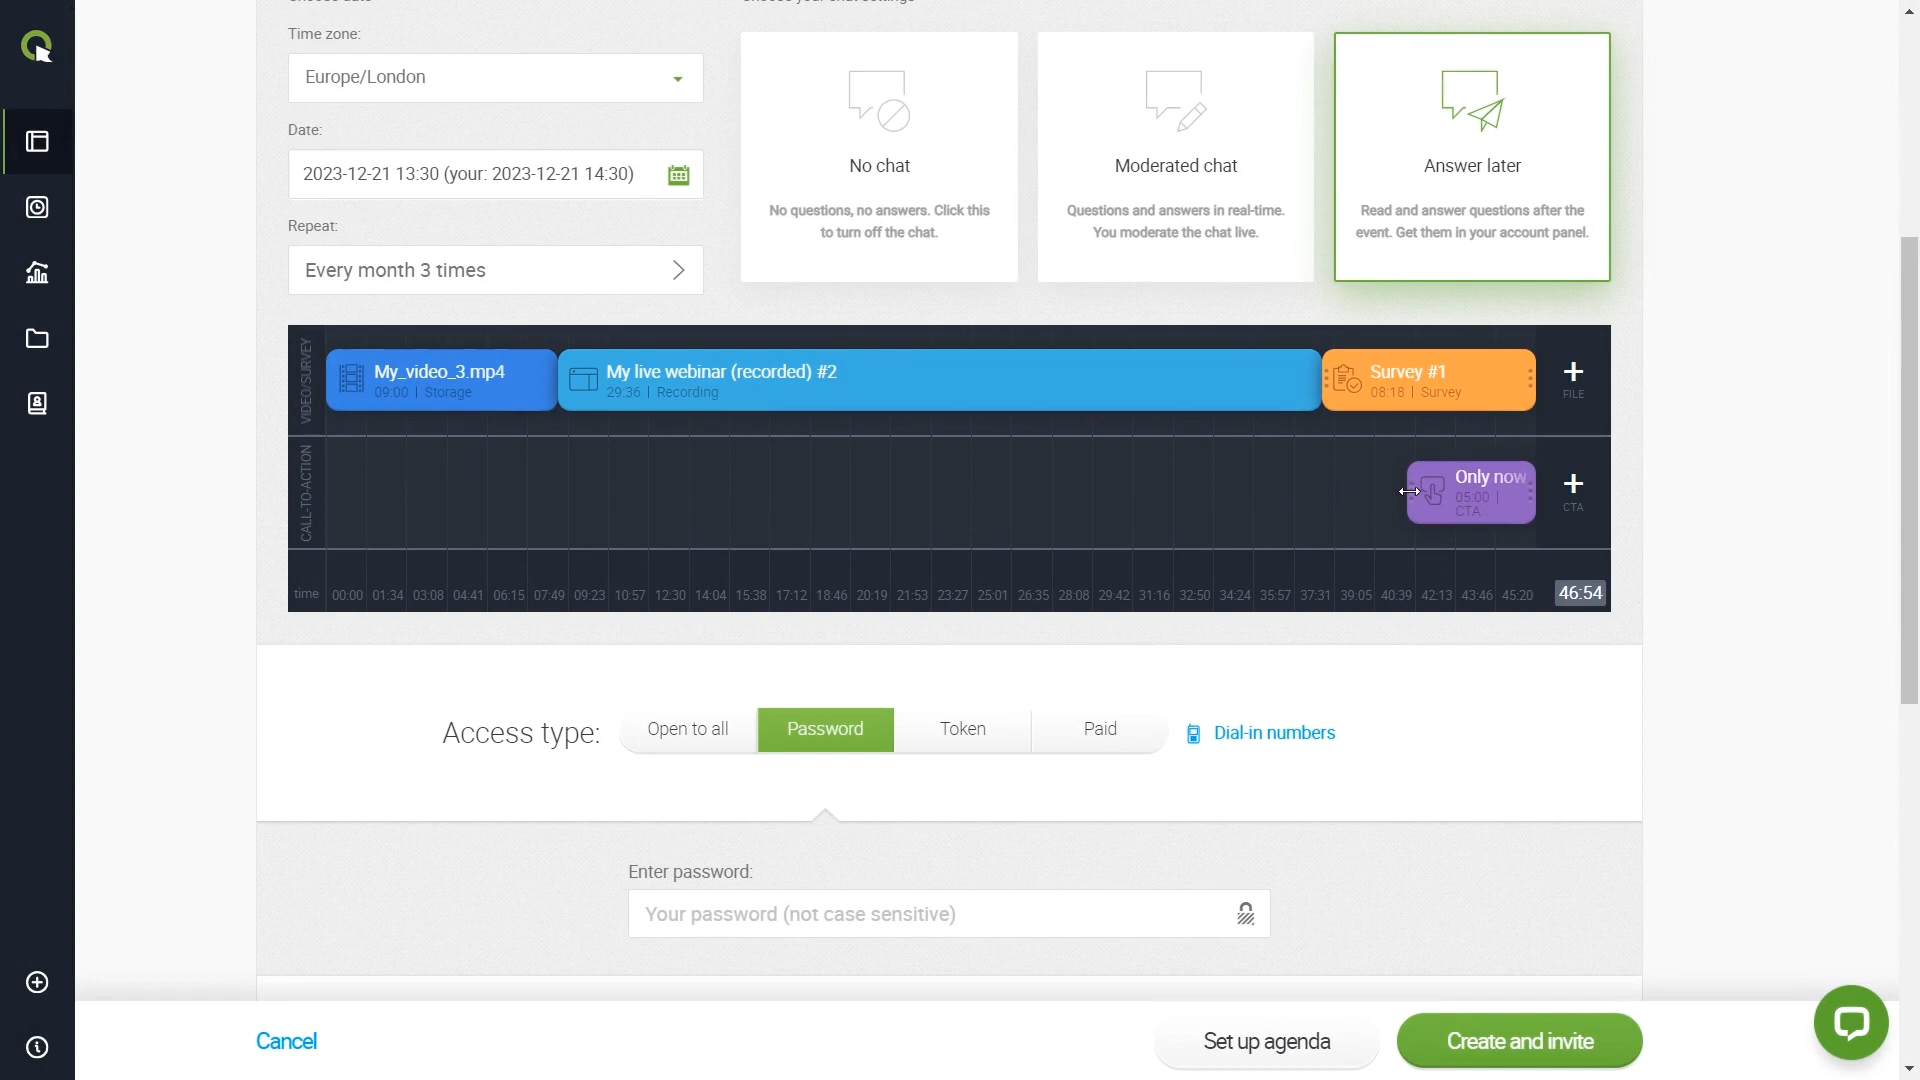 Time zone:
Europe/London
Date:
2023-12-21 13:30 (your: 2023-12-21 14:30)
Repeat:
Every month 3 times
No chat
No questions, no answers. Click this
to turn off the chat.
Moderated chat
Questions and answers in real-time.
You moderate the chat live.
Answer later
Read and answer questions after the
event. Get them in your account panel.
VIDEO/SURVEY
My_video_3.mp4
09:00 | Storage
My live webinar (recorded) #2
29:36 | Recording
Survey #1
08:18 | Survey
FILE
CALL-TO-ACTION
Only now
05:00 |
CTA
CTA
time 00:00 01:34 03:08 04:41 06:15 07:49 09:23 10:57 12:30 14:04 15:38 17:12 18:46 20:19 21:53 23:27 25:01 26:35 28:08 29:42 31:16 32:50 34:24 35:57 37:31 39:05 40:39 42:13 43:46 45:20 46:54
Access type:
Open to all
Password
Token
Paid
Dial-in numbers
Enter password:
Your password (not case sensitive)
Cancel
Set up agenda
Create and invite